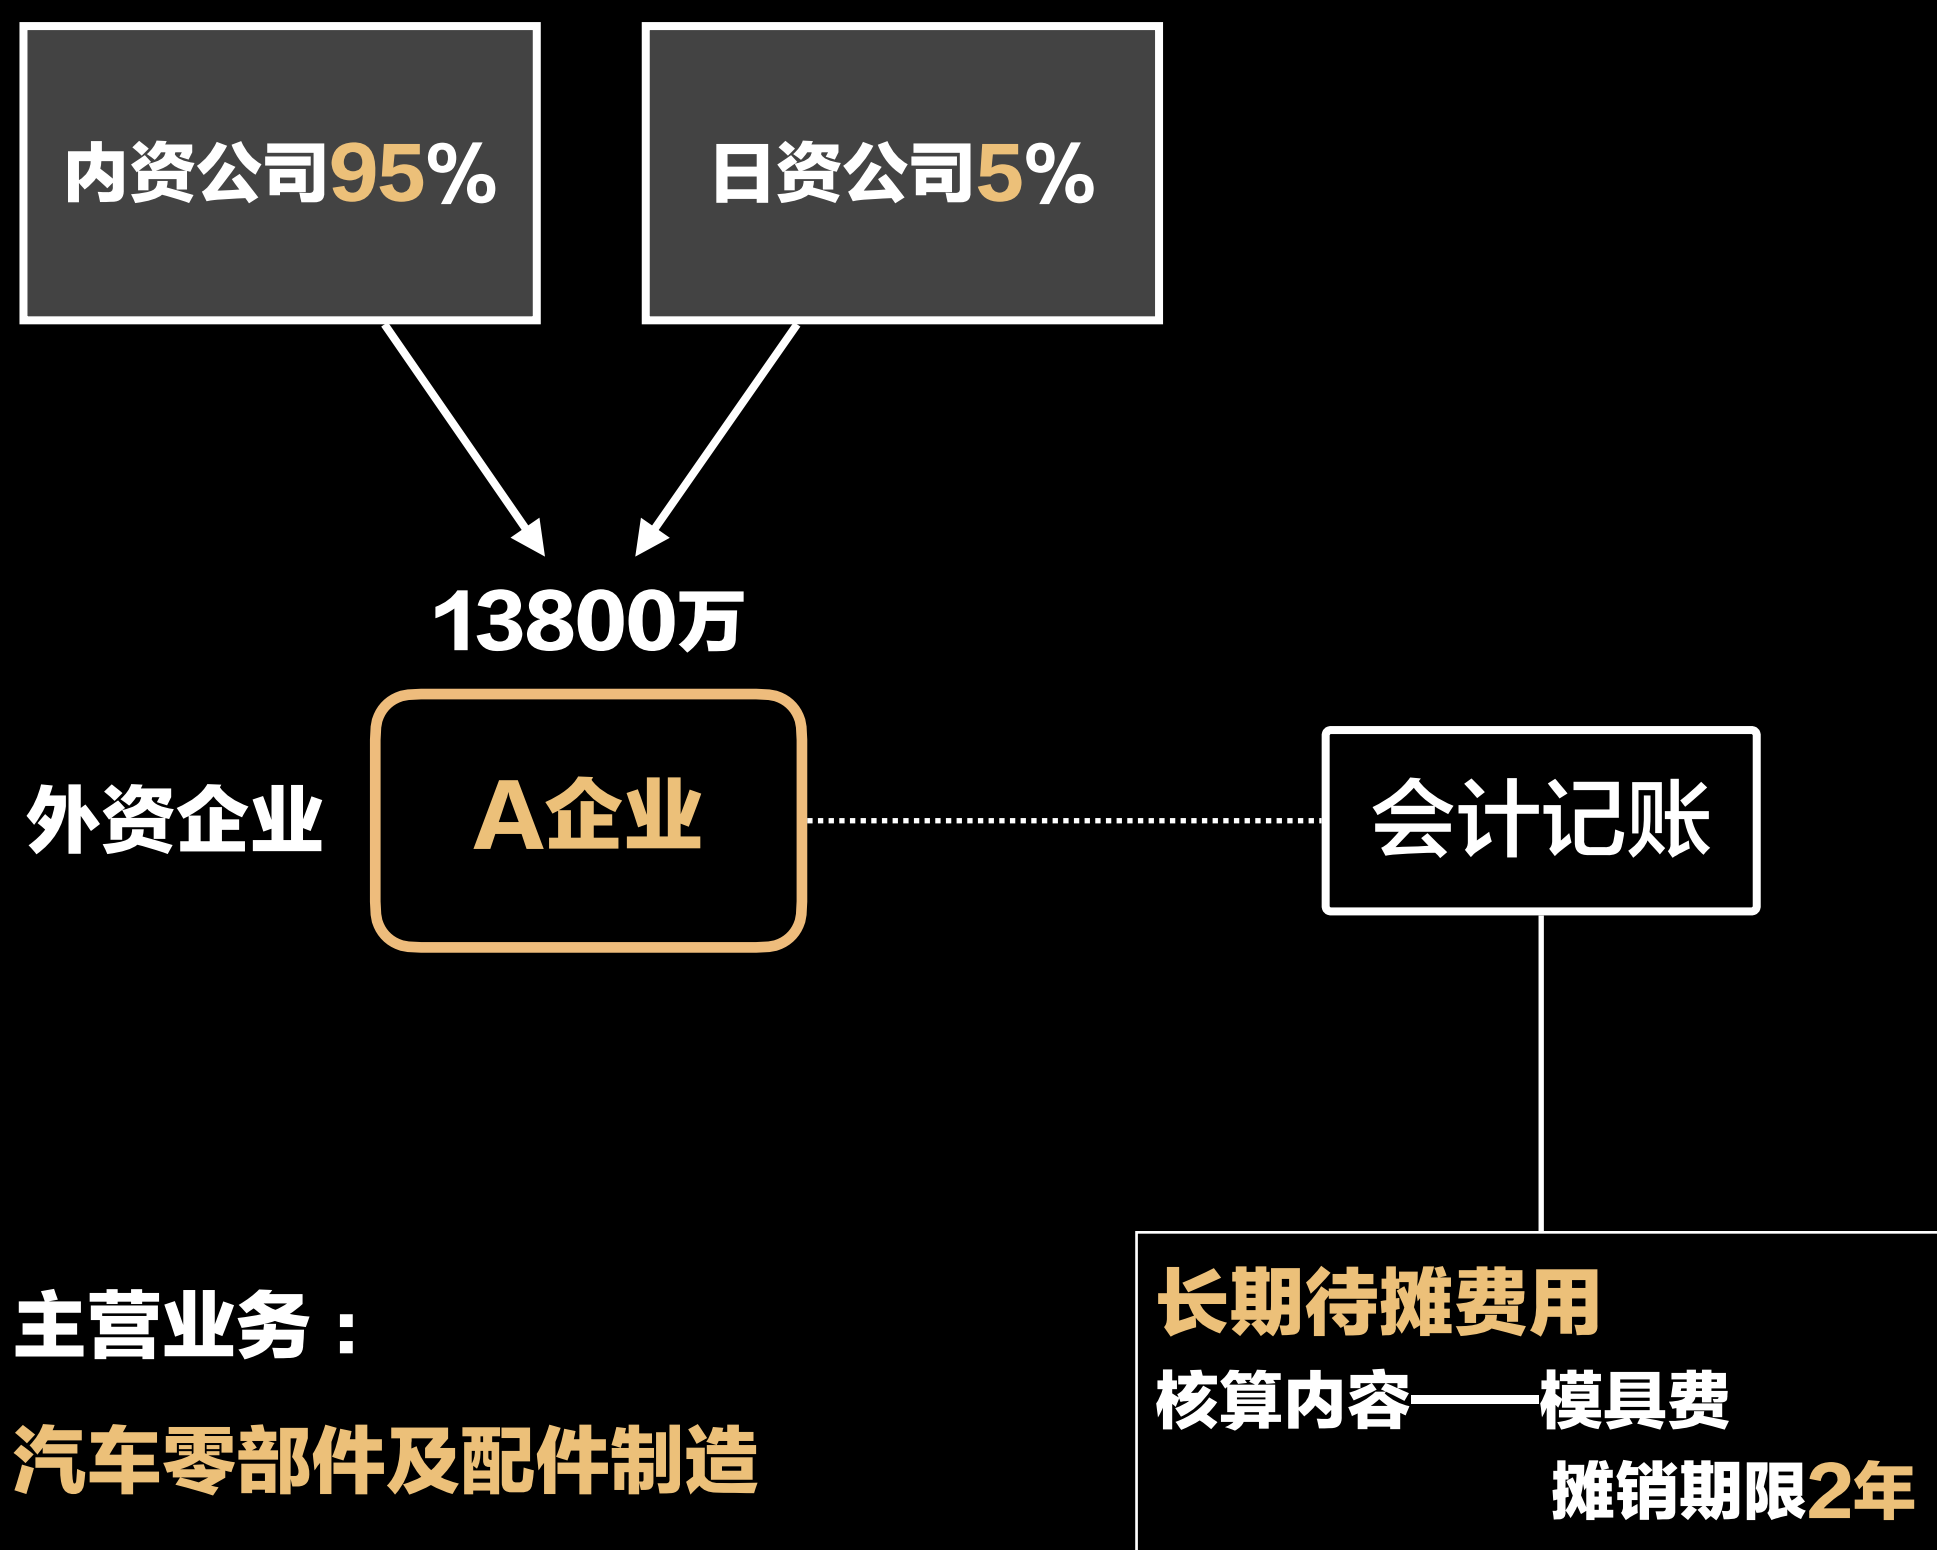 内资公司95%
日资公司5%
13800万
外资企业
A企业
会计记账
主营业务：
汽车零部件及配件制造
长期待摊费用
核算内容——模具费
摊销期限2年